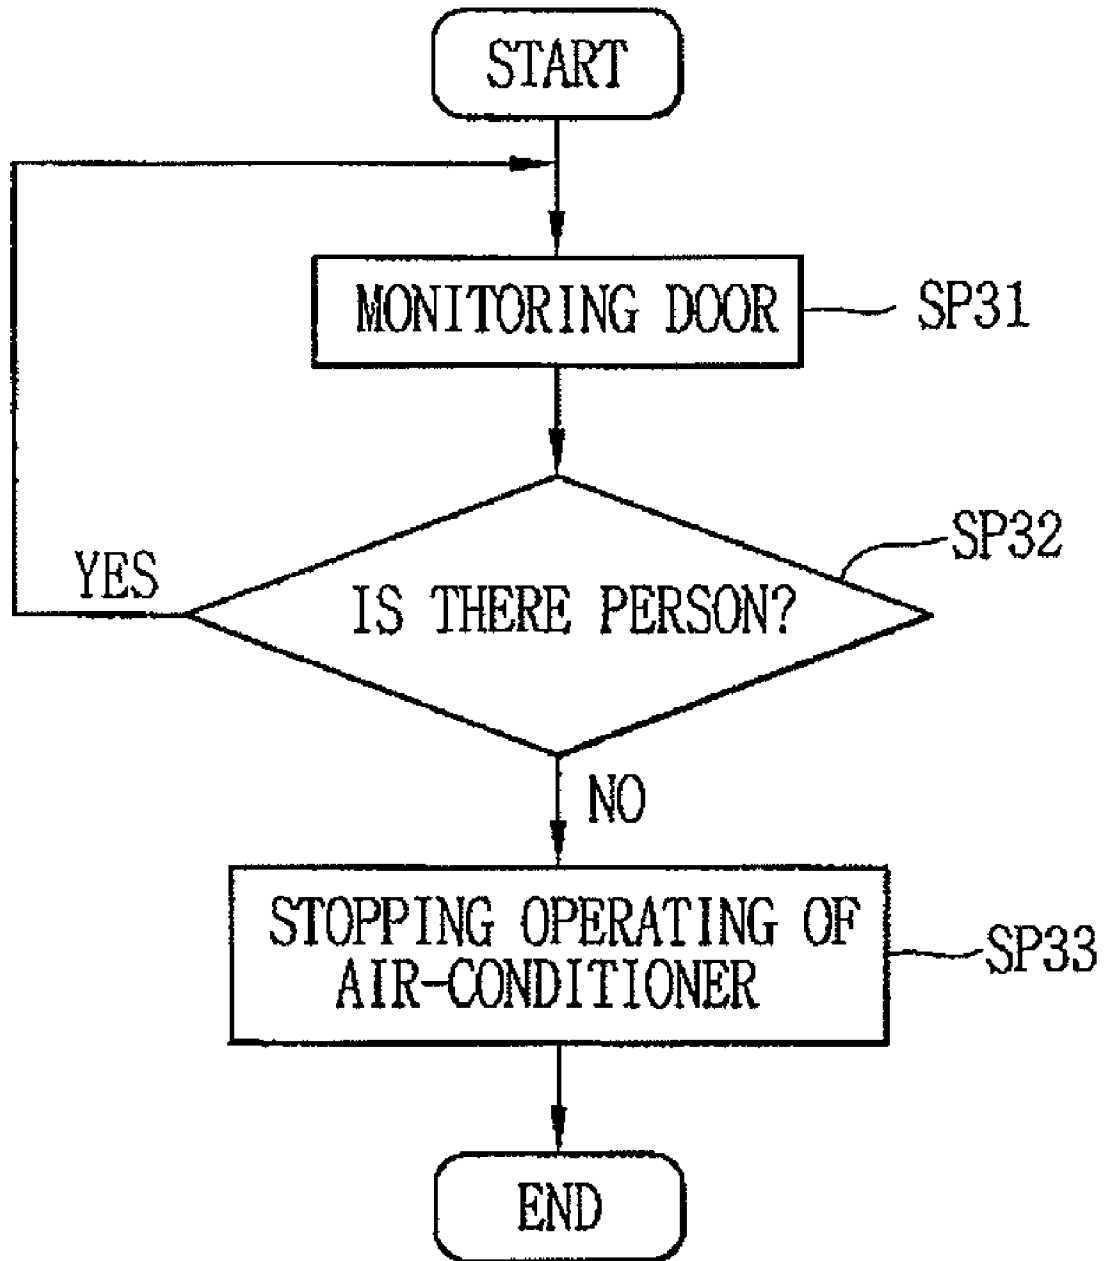 START
MONITORING DOOR
SP31
SP32
YES
IS THERE PERSON?
NO
STOPPING OPERATING OF
AIR-CONDITIONER
SP33
END